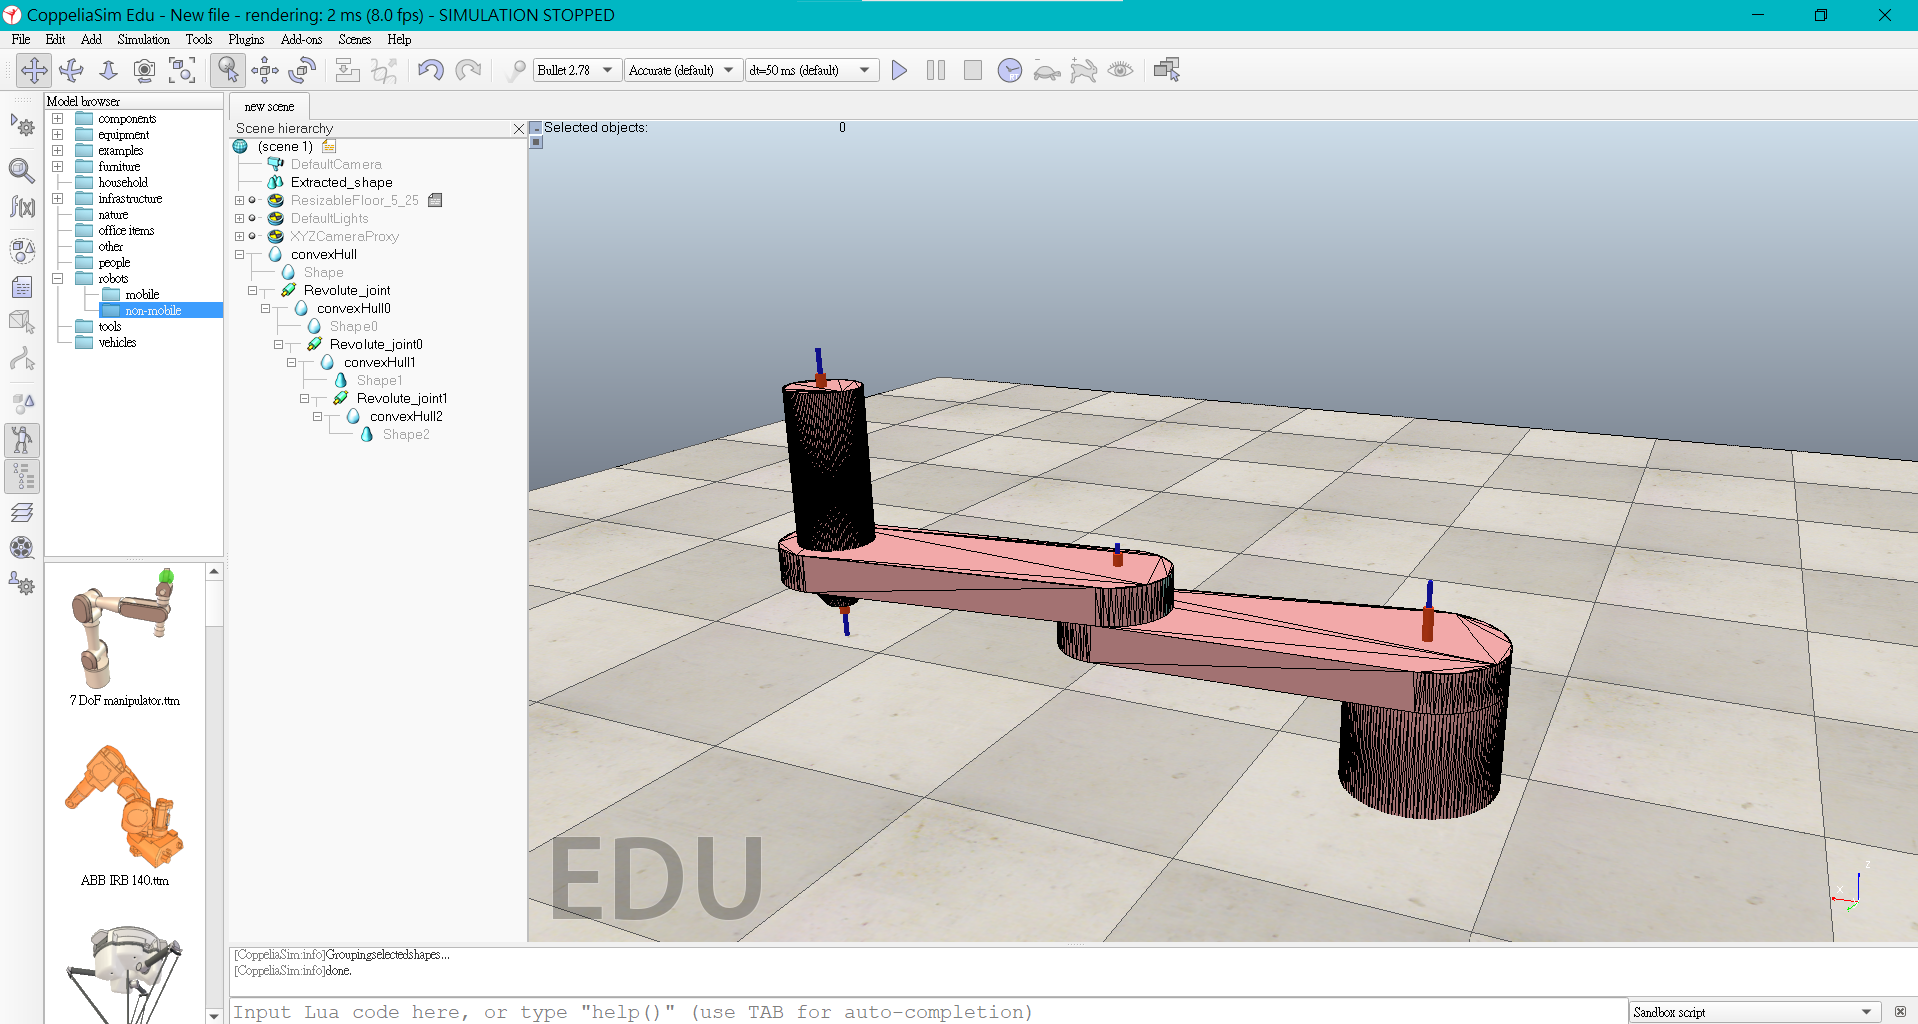 CoppeliaSim Edu - New file - rendering: 2 ms (8.0 fps) - SIMULATION STOPPED
File Edit Add Simulation Tools Plugins Add-ons Scenes Help
Bullet 2.78 Accurate (default) dt=50 ms (default) RT
Model browser
components
equipment
examples
furniture
household
infrastructure
nature
office items
other
people
robots
mobile
non-mobile
tools
vehicles
7 DoF manipulator.ttm
ABB IRB 140.ttm
new scene
Scene hierarchy
(scene 1)
DefaultCamera
Extracted_shape
ResizableFloor_5_25
DefaultLights
XYZCameraProxy
convexHull
Shape
Revolute_joint
convexHull0
Shape0
Revolute_joint0
convexHull1
Shape1
Revolute_joint1
convexHull2
Shape2
Selected objects: 0
EDU
z
x
[CoppeliaSim:info]Groupingselectedshapes...
[CoppeliaSim:info]done.
Input Lua code here, or type "help()" (use TAB for auto-completion)
Sandbox script
f(x)